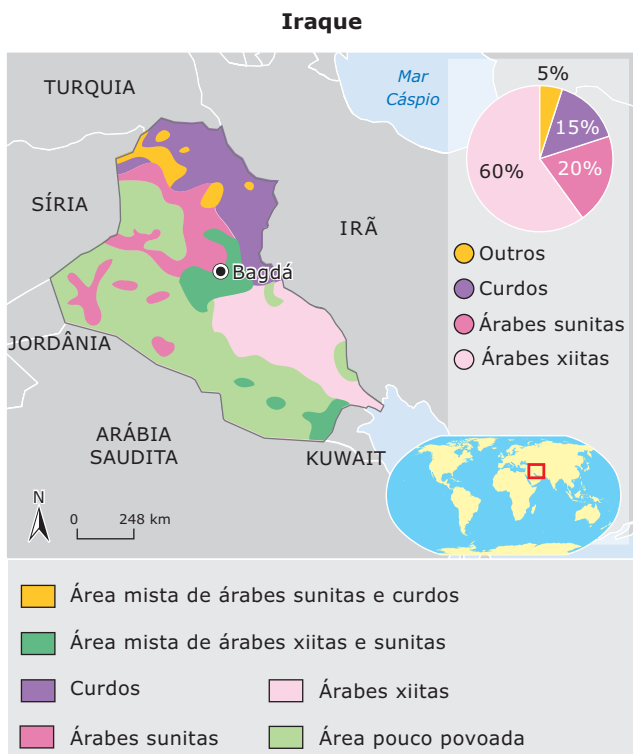 Iraque
TURQUIA
Mar
Cáspio
5%
15%
20%
60%
SÍRIA
IRÃ
Bagdá
Outros
Curdos
Árabes sunitas
Árabes xiitas
JORDÂNIA
ARÁBIA
SAUDITA
KUWAIT
N
0 248 km
Área mista de árabes sunitas e curdos
Área mista de árabes xiitas e sunitas
Curdos
Árabes xiitas
Árabes sunitas
Área pouco povoada